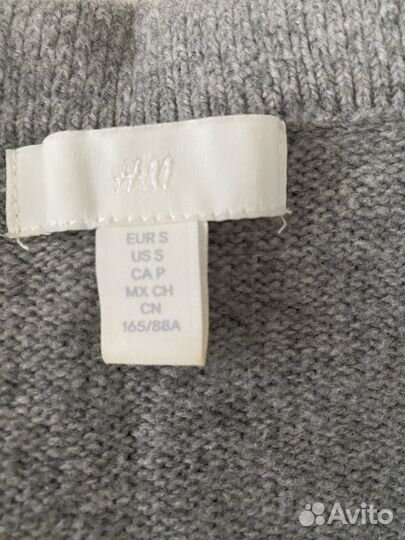 H&M
EUR S
US S
CA P
MX CH
CN
165/88A
Avito